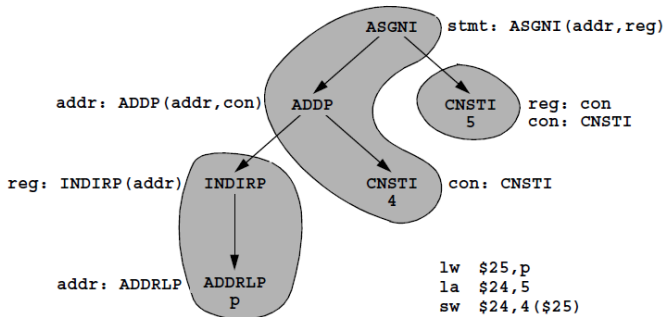 ASGNI stmt: ASGNI(addr,reg)
addr: ADDP(addr,con) ADDP CNSTI reg: con
5 con: CNSTI
reg: INDIRP(addr) INDIRP CNSTI con: CNSTI
4
addr: ADDRLP ADDRLP
p
lw $25,p
la $24,5
sw $24,4($25)